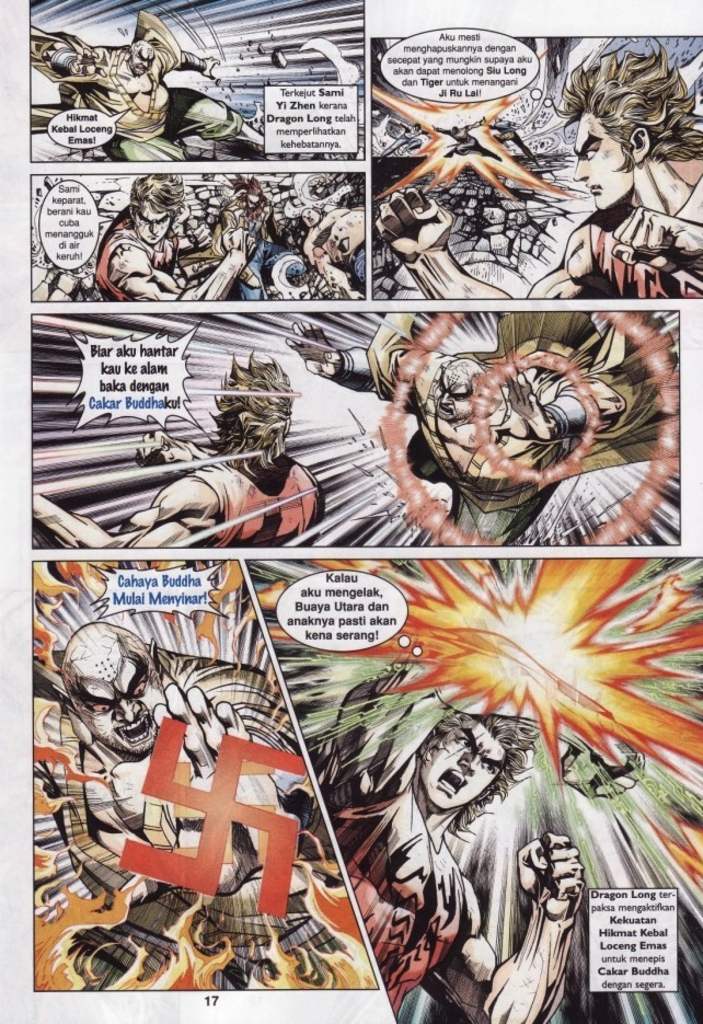 Hikmat
Kebal Loceng
Emas!
Terkejut Sami
Yi Zhen kerana
Dragon Long telah
memperlihatkan
kehebatannya.
Aku mesti
menghapuskannya dengan
secepat yang mungkin supaya aku
akan dapat menolong Siu Long
dan Tiger untuk menangani
Ji Ru Lai!
Sami
keparat,
berani kau
cuba
menangguk
di air
keruh!
Biar aku hantar
kau ke alam
baka dengan
Cakar Buddhaku!
Cahaya Buddha
Mulai Menyinar!
Kalau
aku mengelak,
Buaya Utara dan
anaknya pasti akan
kena serang!
Dragon Long ter-
paksa mengaktifkan
Kekuatan
Hikmat Kebal
Loceng Emas
untuk menepis
Cakar Buddha
dengan segera.
17